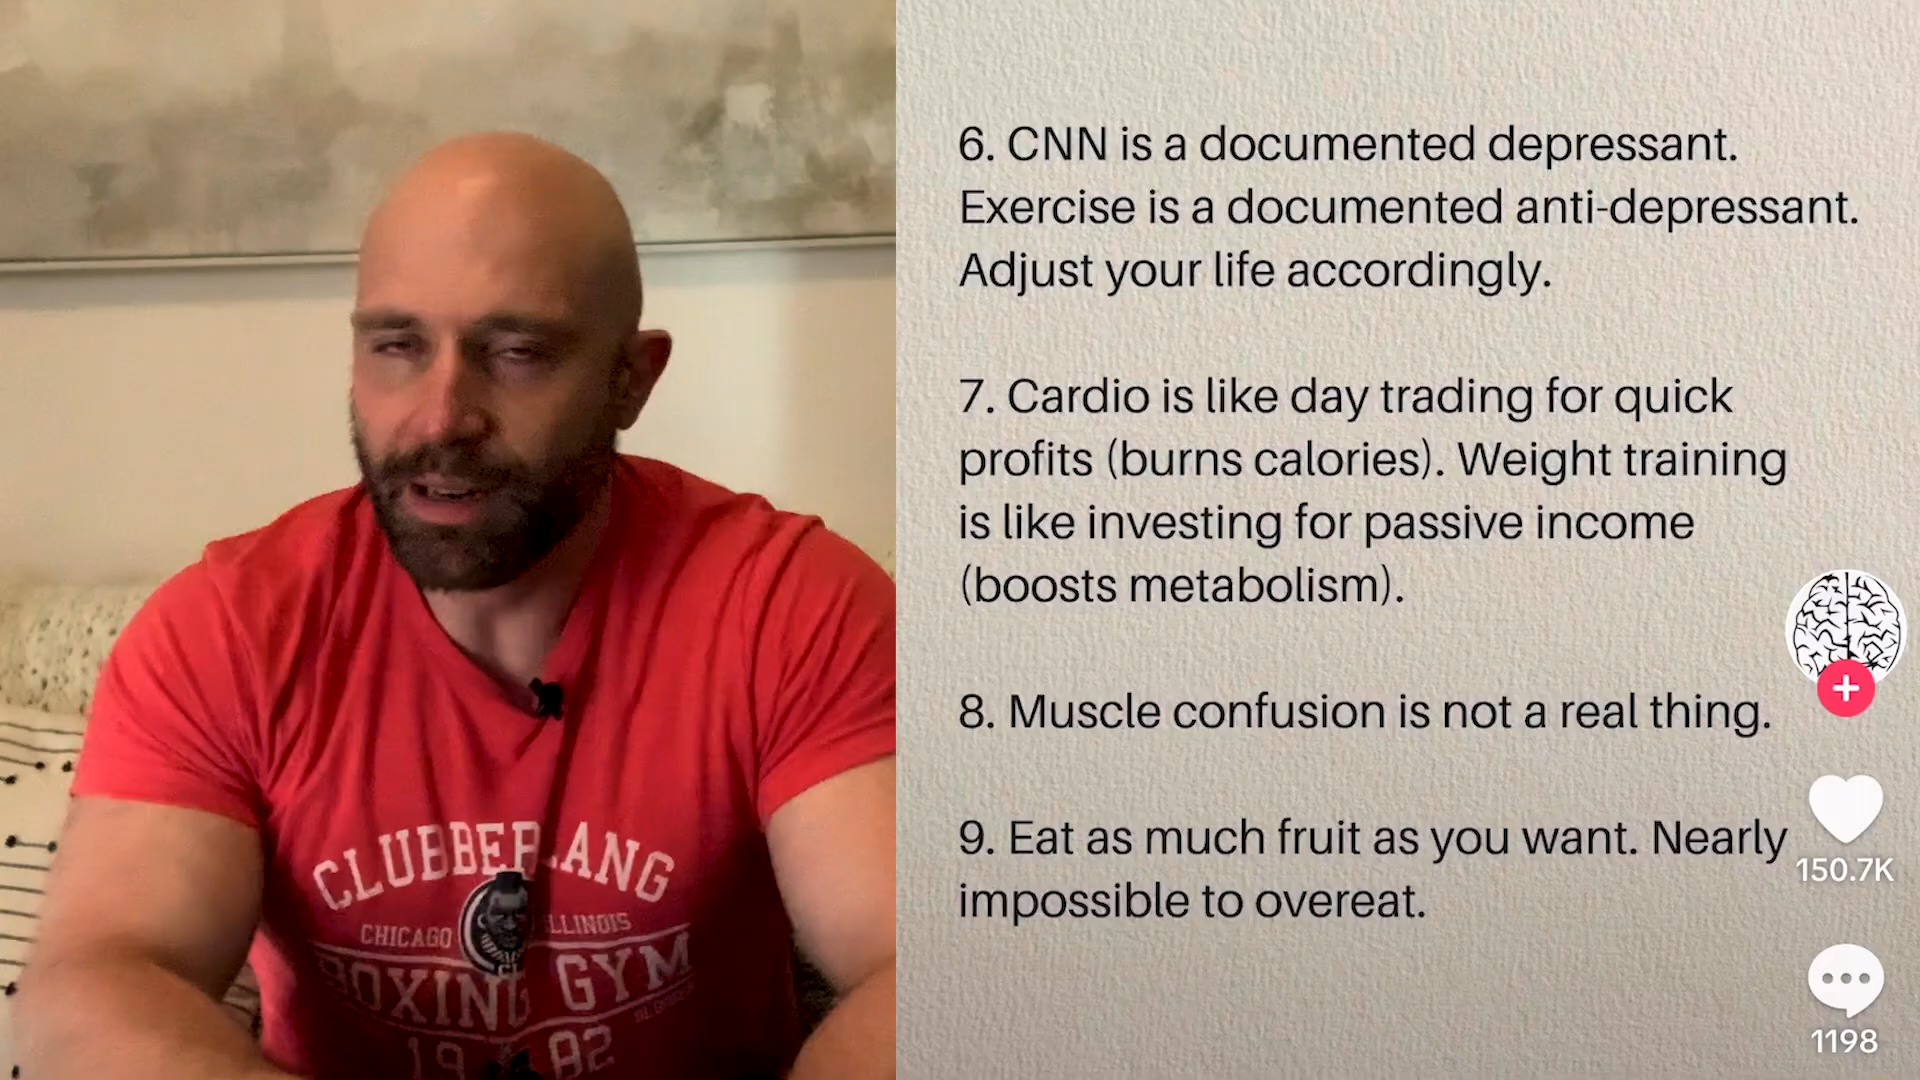 CLUBBER LANG
CHICAGO ILLINOIS
BOXING GYM
19 82
6. CNN is a documented depressant.
Exercise is a documented anti-depressant.
Adjust your life accordingly.
7. Cardio is like day trading for quick
profits (burns calories). Weight training
is like investing for passive income
(boosts metabolism).
8. Muscle confusion is not a real thing.
9. Eat as much fruit as you want. Nearly
impossible to overeat.
150.7K
1198